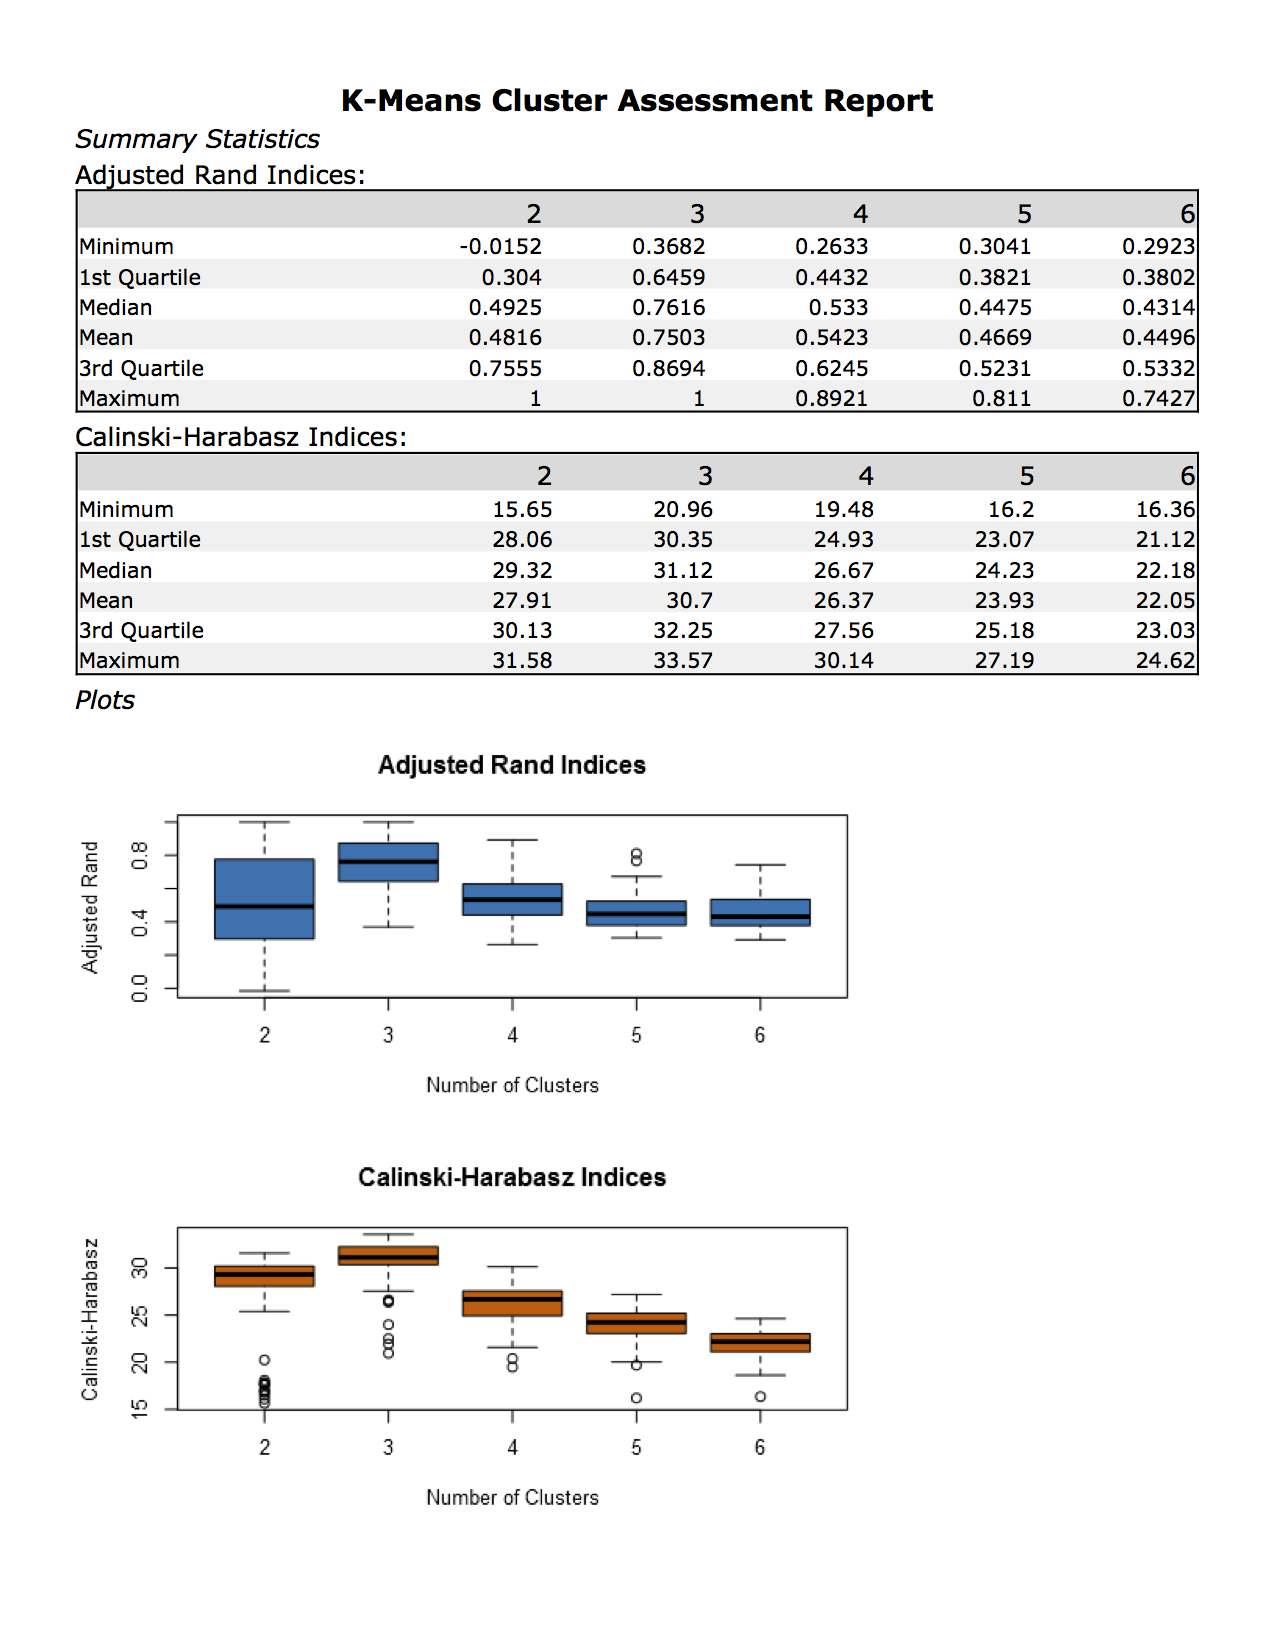 K-Means Cluster Assessment Report
Summary Statistics
Adjusted Rand Indices:
2 3 4 5 6
Minimum -0.0152 0.3682 0.2633 0.3041 0.2923
1st Quartile 0.304 0.6459 0.4432 0.3821 0.3802
Median 0.4925 0.7616 0.533 0.4475 0.4314
Mean 0.4816 0.7503 0.5423 0.4669 0.4496
3rd Quartile 0.7555 0.8694 0.6245 0.5231 0.5332
Maximum 1 1 0.8921 0.811 0.7427
Calinski-Harabasz Indices:
2 3 4 5 6
Minimum 15.65 20.96 19.48 16.2 16.36
1st Quartile 28.06 30.35 24.93 23.07 21.12
Median 29.32 31.12 26.67 24.23 22.18
Mean 27.91 30.7 26.37 23.93 22.05
3rd Quartile 30.13 32.25 27.56 25.18 23.03
Maximum 31.58 33.57 30.14 27.19 24.62
Plots
Adjusted Rand Indices
Adjusted Rand
0.8
0.4
0.0
2 3 4 5 6
Number of Clusters
Calinski-Harabasz Indices
Calinski-Harabasz
30
25
20
15
2 3 4 5 6
Number of Clusters